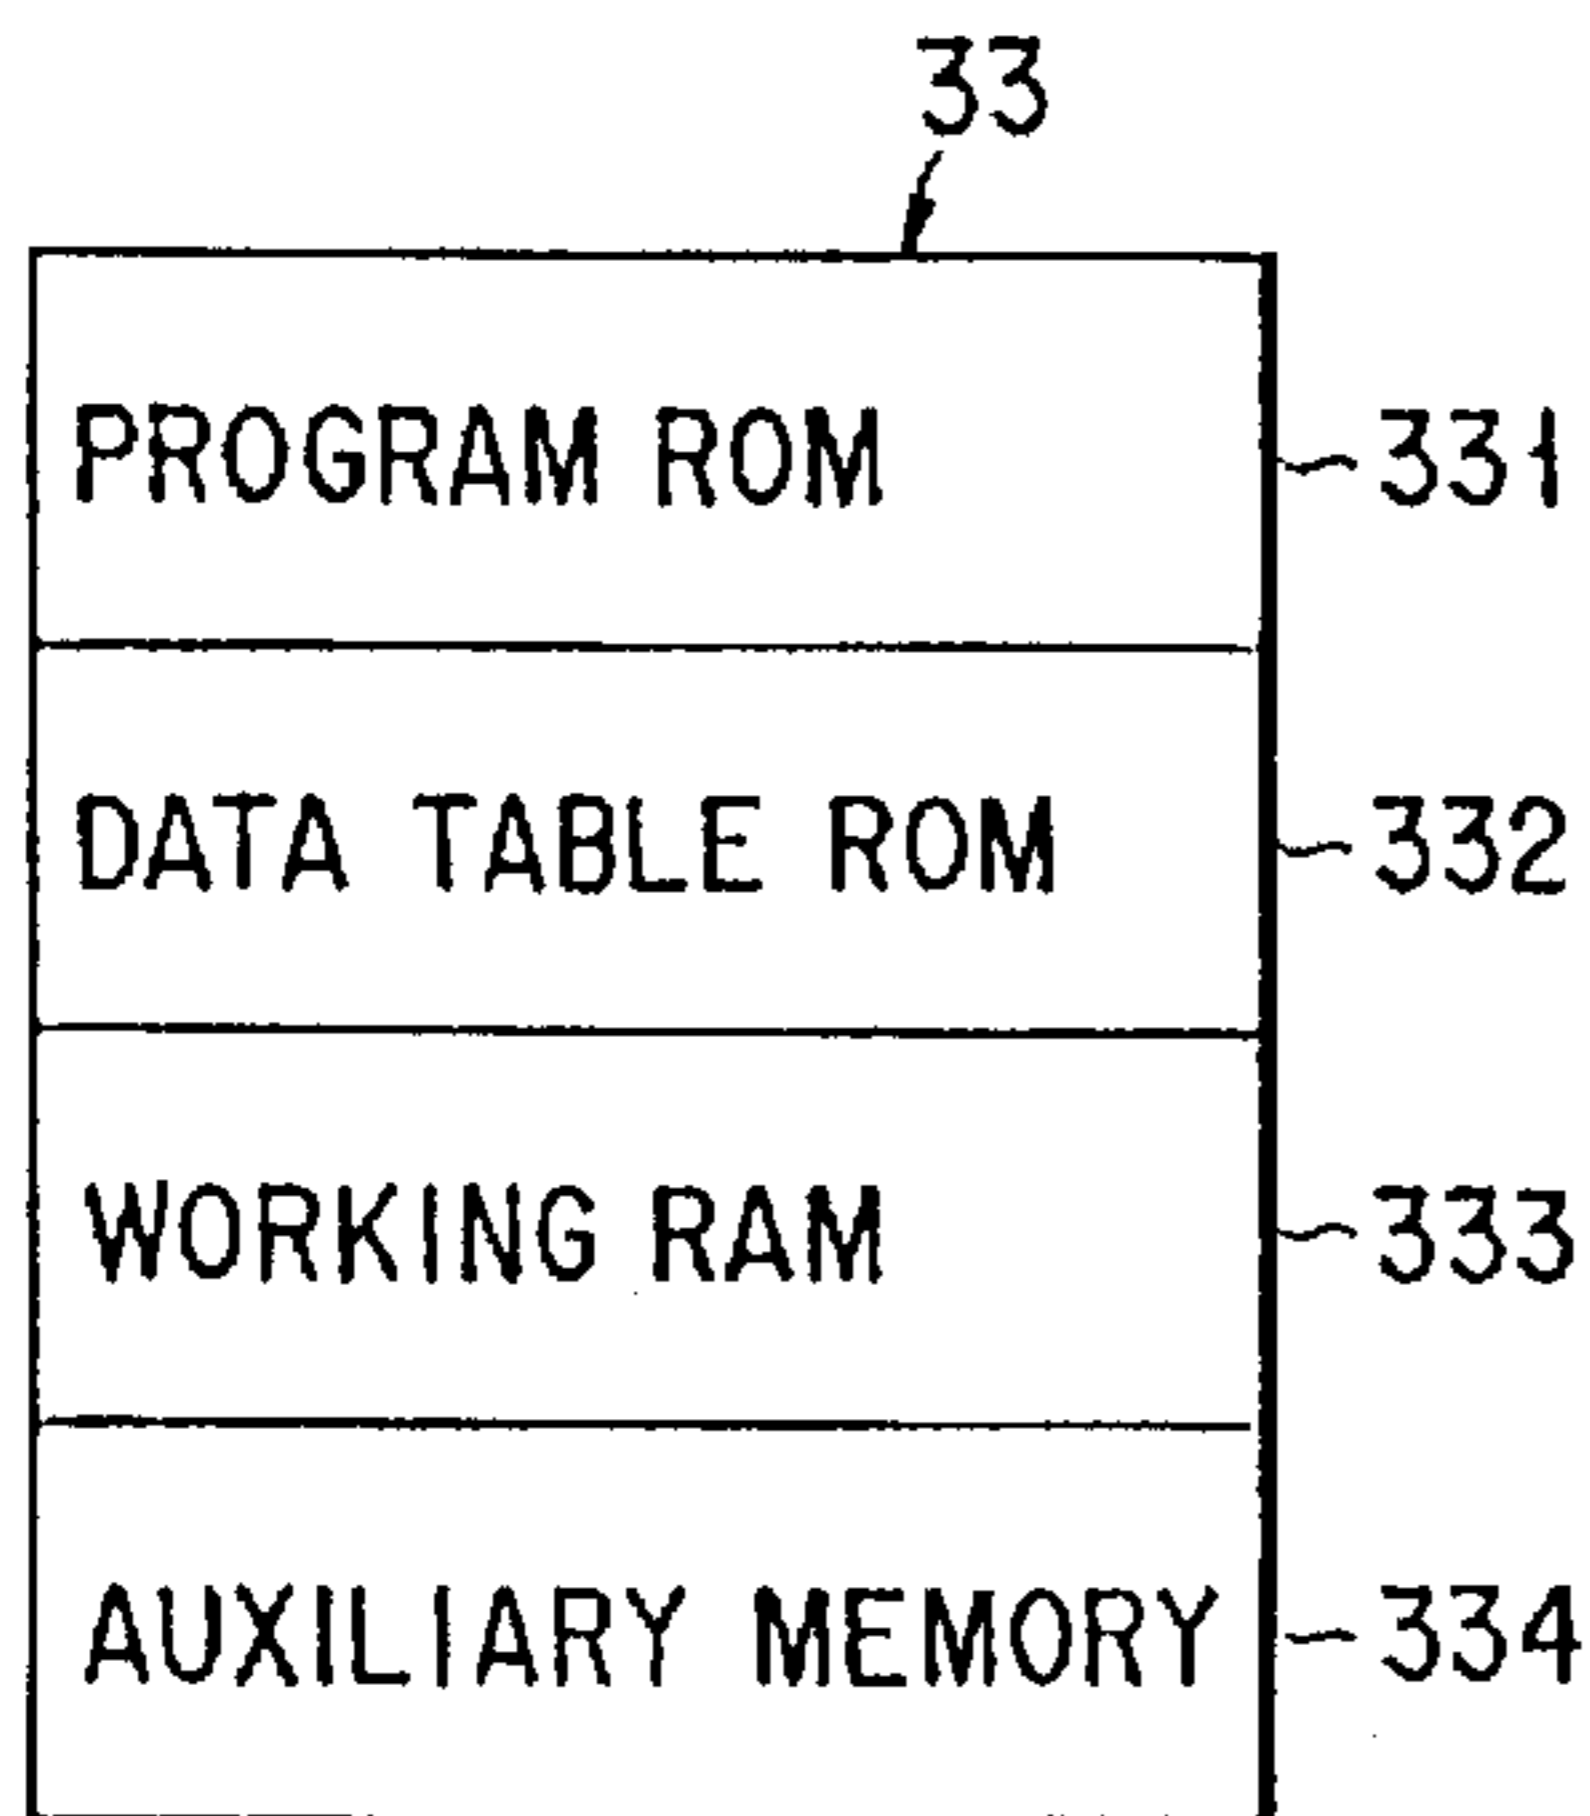 33
PROGRAM ROM 331
DATA TABLE ROM 332
WORKING RAM 333
AUXILIARY MEMORY 334